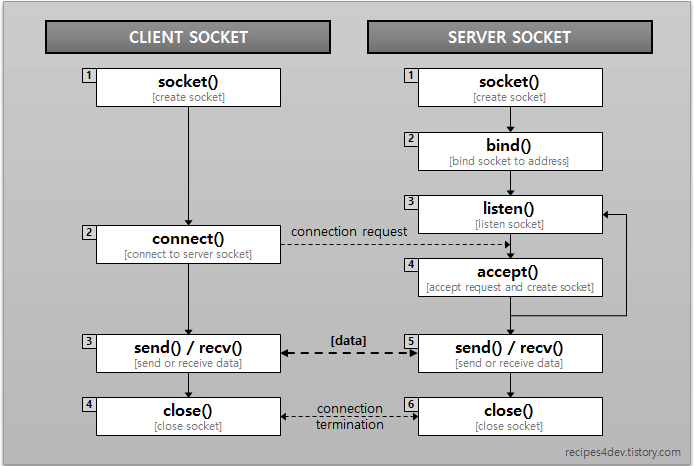 CLIENT SOCKET
1
socket()
[create socket]
2
connect()
[connect to server socket]
3
send() / recv()
[send or receive data]
4
close()
[close socket]
connection request
[data]
connection
termination
SERVER SOCKET
1
socket()
[create socket]
2
bind()
[bind socket to address]
3
listen()
[listen socket]
4
accept()
[accept request and create socket]
5
send() / recv()
[send or receive data]
6
close()
[close socket]
recipes4dev.tistory.com